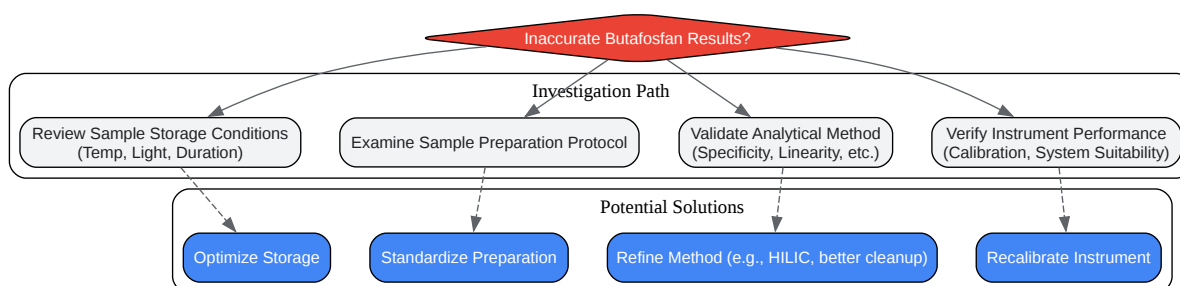 Inaccurate Butafosfan Results?
Investigation Path
Review Sample Storage Conditions
(Temp, Light, Duration)
Examine Sample Preparation Protocol
Validate Analytical Method
(Specificity, Linearity, etc.)
Verify Instrument Performance
(Calibration, System Suitability)
Potential Solutions
Optimize Storage
Standardize Preparation
Refine Method (e.g., HILIC, better cleanup)
Recalibrate Instrument